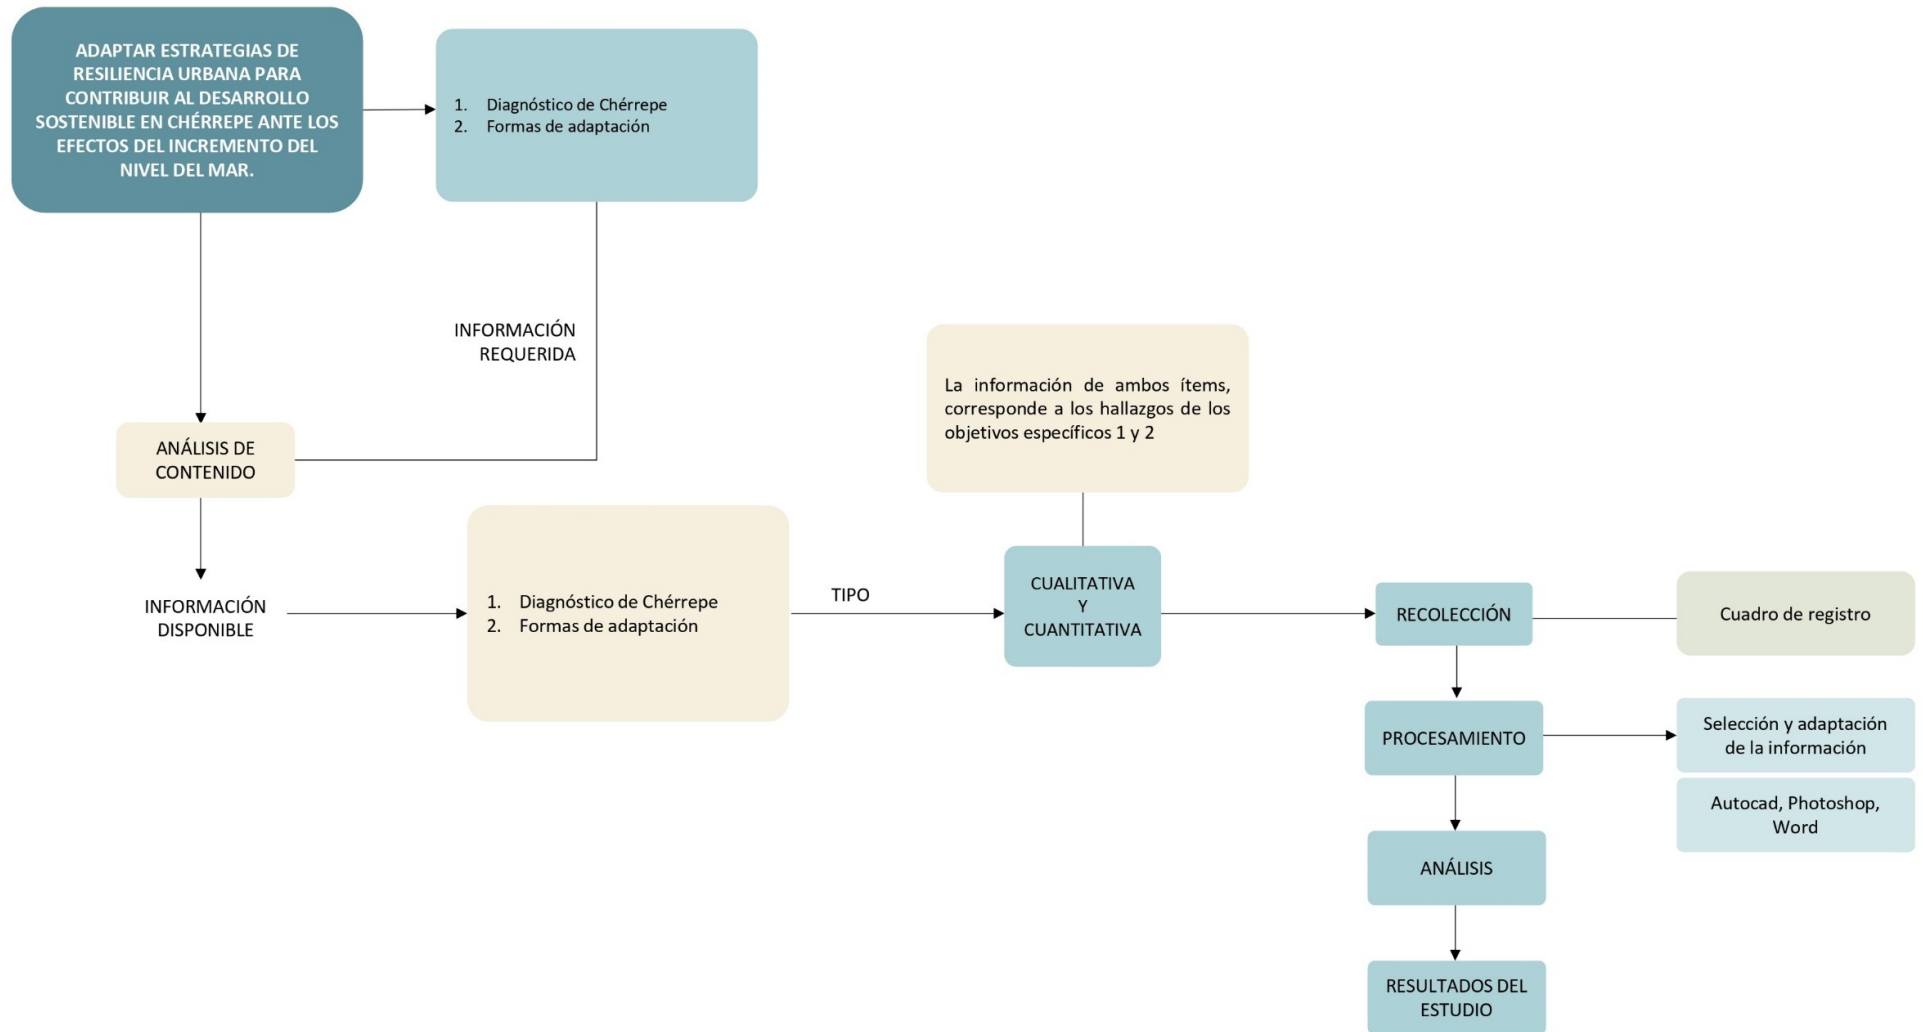 ADAPTAR ESTRATEGIAS DE
RESILIENCIA URBANA PARA
CONTRIBUIR AL DESARROLLO
SOSTENIBLE EN CHÉRREPE ANTE LOS
EFECTOS DEL INCREMENTO DEL
NIVEL DEL MAR.
1. Diagnóstico de Chérrepe
2. Formas de adaptación
INFORMACIÓN
REQUERIDA
ANÁLISIS DE
CONTENIDO
INFORMACIÓN
DISPONIBLE
1. Diagnóstico de Chérrepe
2. Formas de adaptación
TIPO
La información de ambos ítems,
corresponde a los hallazgos de los
objetivos específicos 1 y 2
CUALITATIVA
Y
CUANTITATIVA
RECOLECCIÓN
Cuadro de registro
PROCESAMIENTO
Selección y adaptación
de la información
Autocad, Photoshop,
Word
ANÁLISIS
RESULTADOS DEL
ESTUDIO